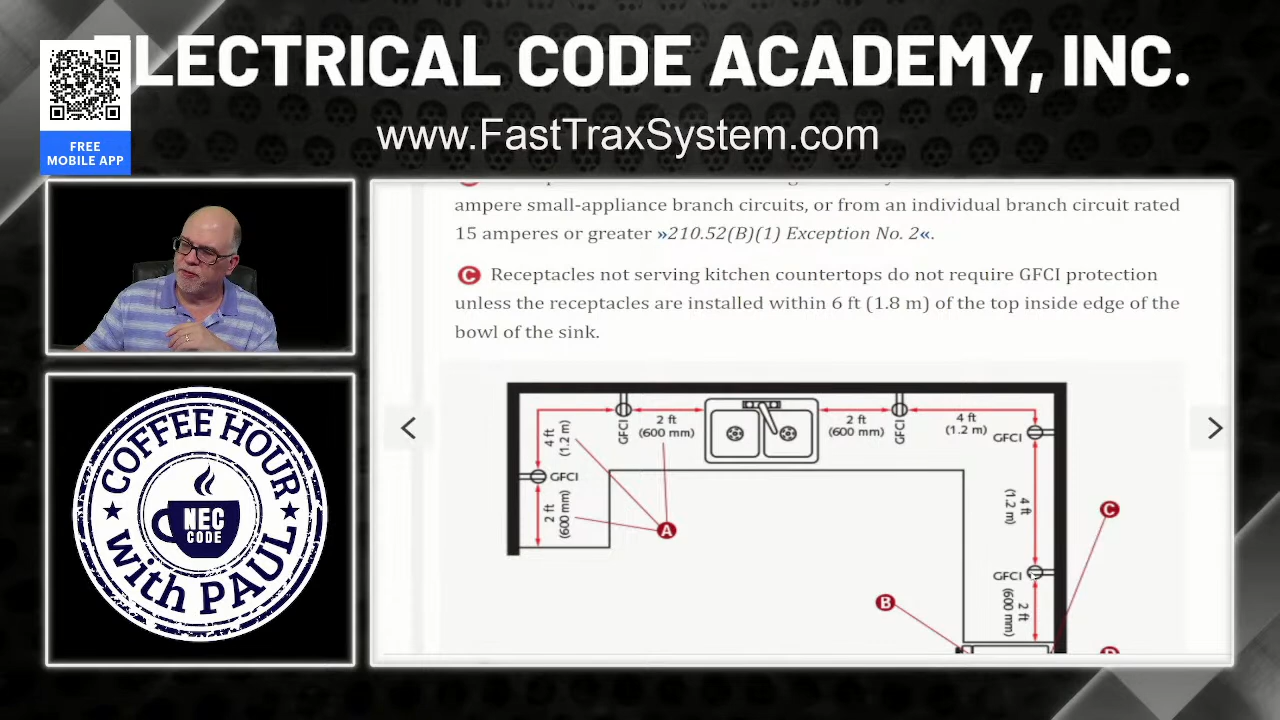 ELECTRICAL CODE ACADEMY, INC.
www.FastTraxSystem.com
FREE
MOBILE APP
ampere small-appliance branch circuits, or from an individual branch circuit rated
15 amperes or greater »210.52(B)(1) Exception No. 2«.
C Receptacles not serving kitchen countertops do not require GFCI protection
unless the receptacles are installed within 6 ft (1.8 m) of the top inside edge of the
bowl of the sink.
4 ft
(1.2 m)
GFCI
2 ft
(600 mm)
2 ft
(600 mm)
GFCI
4 ft
(1.2 m)
GFCI
GFCI
2 ft
(600 mm)
A
4 ft
(1.2 m)
C
GFCI
2 ft
(600 mm)
B
D
COFFEE HOUR
NEC
CODE
with PAUL